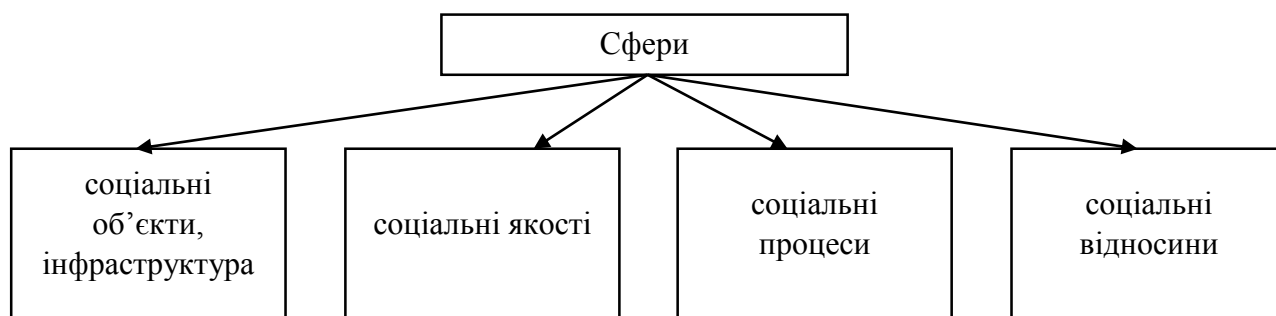 Сфери
соціальні
об’єкти,
інфраструктура
соціальні якості
соціальні
процеси
соціальні
відносини